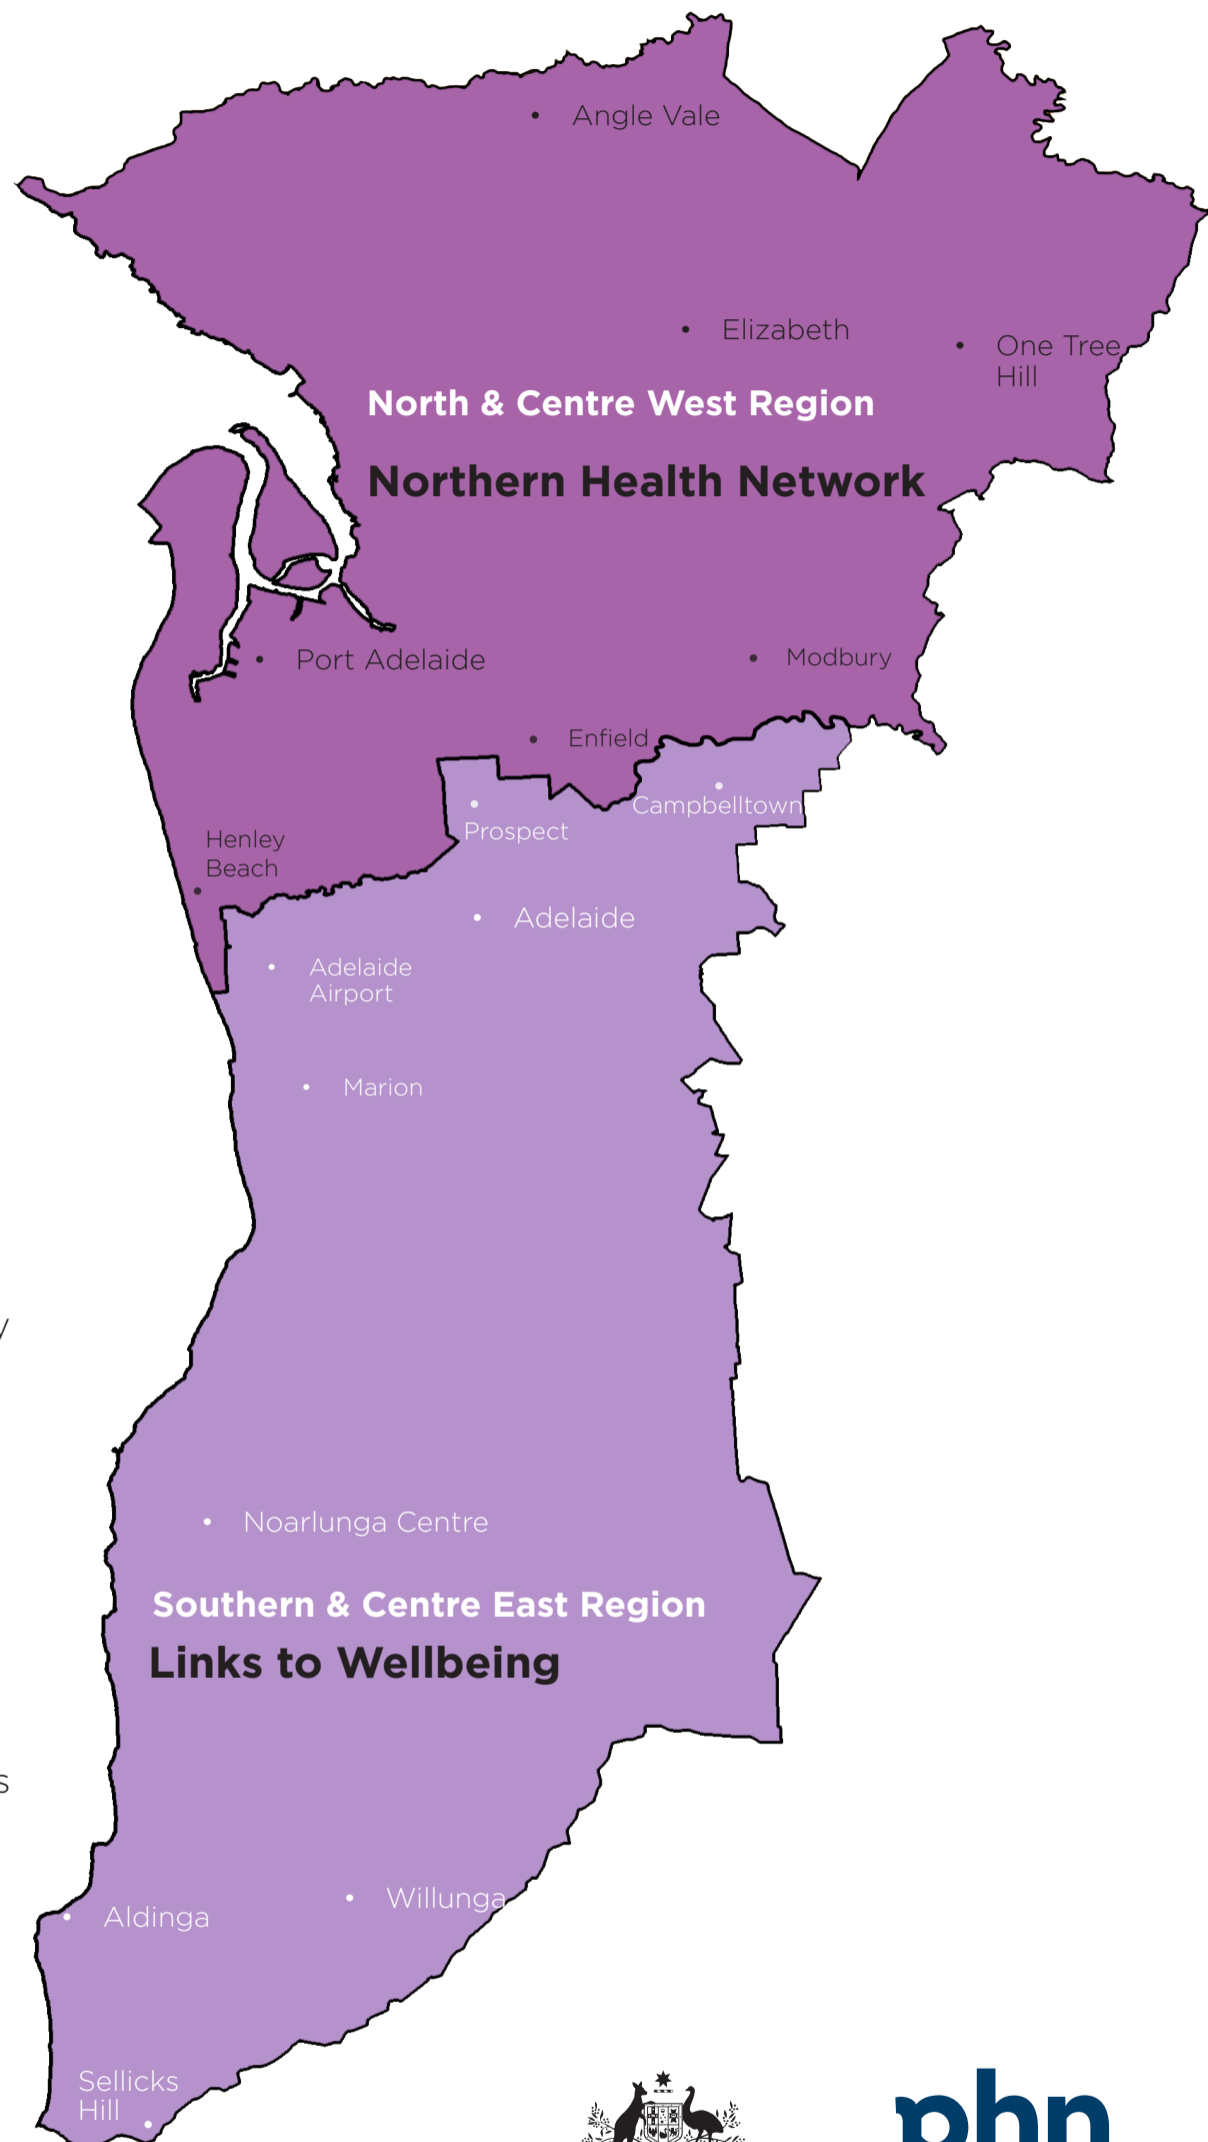 Angle Vale
Elizabeth
One Tree
Hill
North & Centre West Region
Northern Health Network
Port Adelaide
Modbury
Enfield
Campbelltown
Prospect
Henley
Beach
Adelaide
Adelaide
Airport
Marion
y
Noarlunga Centre
Southern & Centre East Region
Links to Wellbeing
s
Willunga
Aldinga
Sellicks
Hill
phn